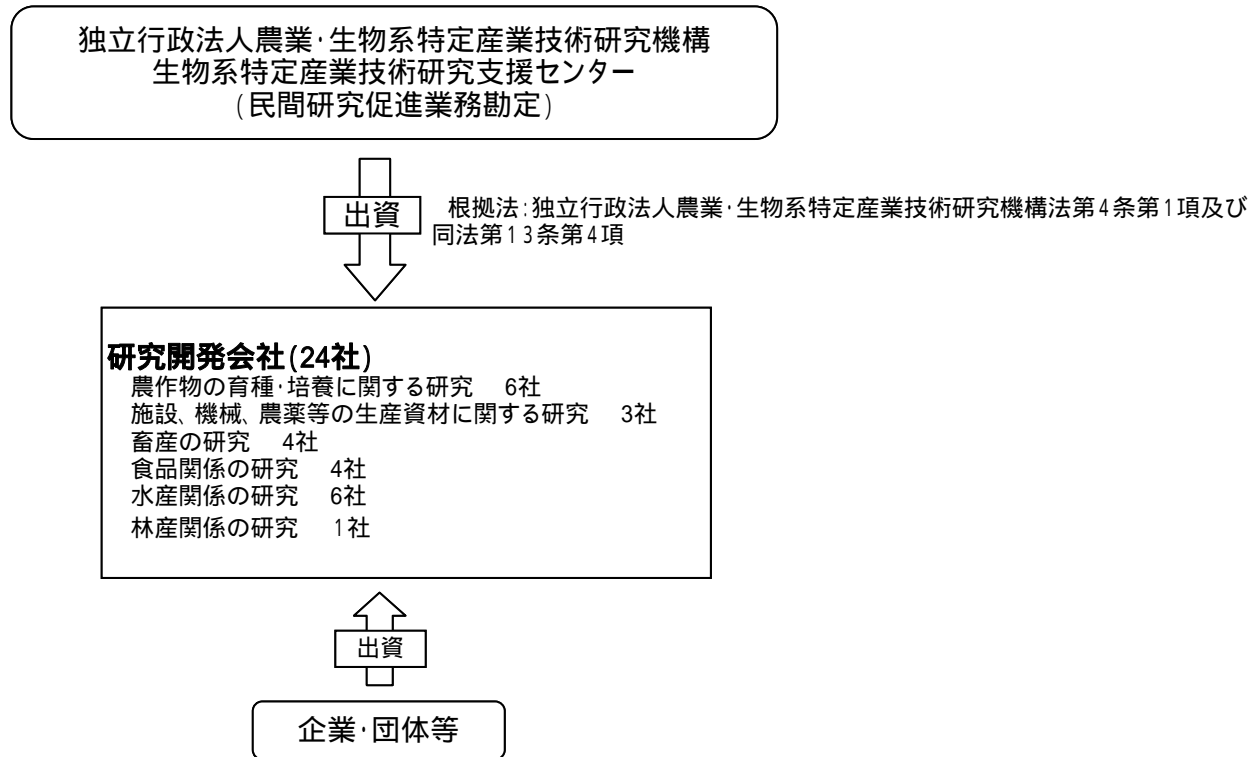 独立行政法人農業･生物系特定産業技術研究機構
生物系特定産業技術研究支援センター
(民間研究促進業務勘定)
出資
根拠法:独立行政法人農業･生物系特定産業技術研究機構法第4条第1項及び
同法第13条第4項
研究開発会社(24社)
農作物の育種･培養に関する研究　6社
施設、機械、農薬等の生産資材に関する研究　3社
畜産の研究　4社
食品関係の研究　4社
水産関係の研究　6社
林産関係の研究　1社
出資
企業･団体等